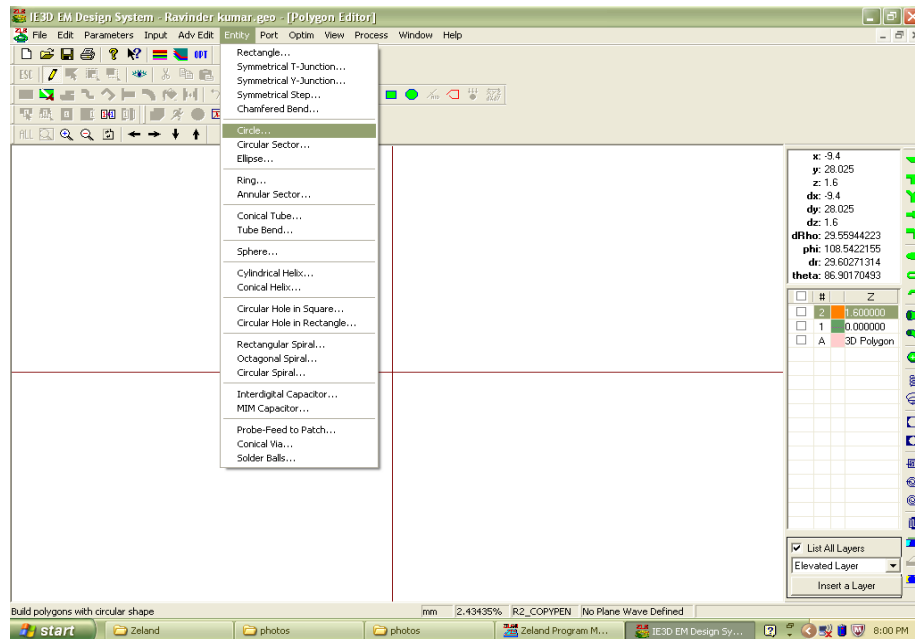 IE3D EM Design System - Ravinder kumar.geo - [Polygon Editor]
File Edit Parameters Input Adv Edit Entity Port Optim View Process Window Help
OPT
ESC
ALL
Rectangle...
Symmetrical T-Junction...
Symmetrical Y-Junction...
Symmetrical Step...
Chamfered Bend...
Circle...
Circular Sector...
Ellipse...
Ring...
Annular Sector...
Conical Tube...
Tube Bend...
Sphere...
Cylindrical Helix...
Conical Helix...
Circular Hole in Square...
Circular Hole in Rectangle...
Rectangular Spiral...
Octagonal Spiral...
Circular Spiral...
Interdigital Capacitor...
MIM Capacitor...
Probe-Feed to Patch...
Conical Via...
Solder Balls...
x: -9.4
y: 28.025
z: 1.6
dx: -9.4
dy: 28.025
dz: 1.6
dRho: 29.55944223
phi: 108.5422155
dr: 29.60271314
theta: 86.90170493
# Z
2 1.600000
1 0.000000
A 3D Polygon
List All Layers
Elevated Layer
Insert a Layer
Build polygons with circular shape mm 2.43435% R2_COPYPEN No Plane Wave Defined
start Zeland photos photos Zeland Program M... IE3D EM Design Sy... 8:00 PM